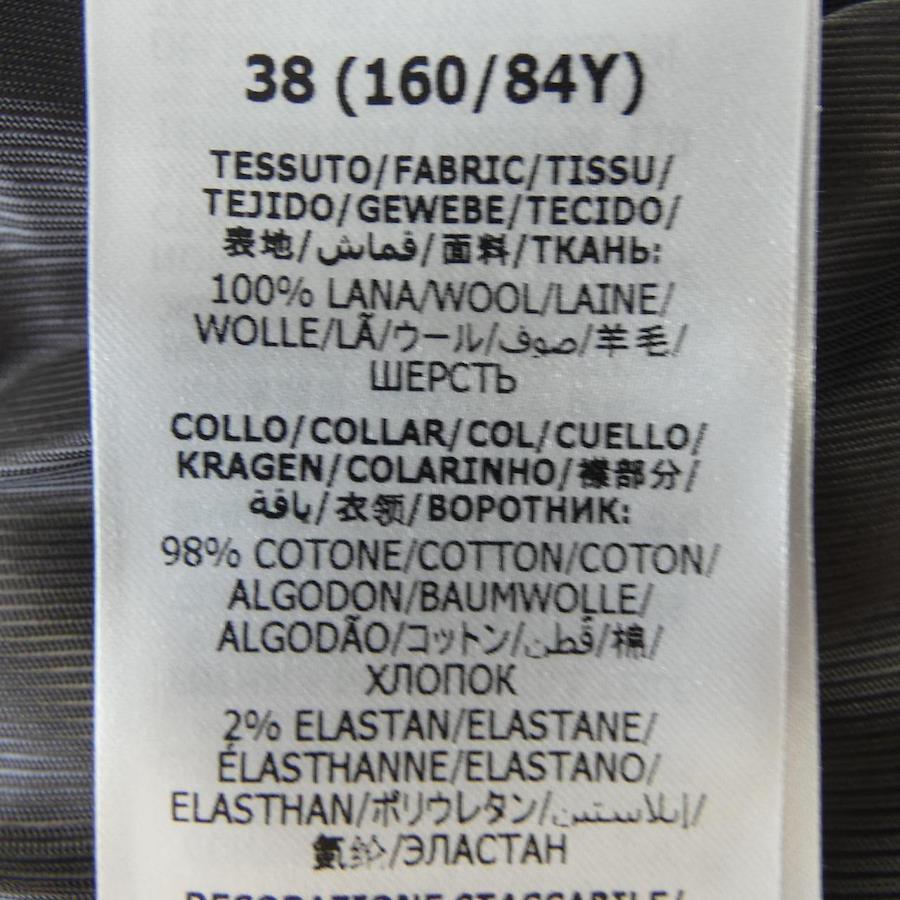 38 (160/84Y)
TESSUTO/FABRIC/TISSU/
TEJIDO/GEWEBE/TECIDO/
表地/قماش/面料/ТКАНЬ:
100% LANA/WOOL/LAINE/
WOLLE/LÃ/ウール/صوف/羊毛/
ШЕРСТЬ
COLLO/COLLAR/COL/CUELLO/
KRAGEN/COLARINHO/襟部分/
ياقة/衣领/ВОРОТНИК:
98% COTONE/COTTON/COTON/
ALGODON/BAUMWOLLE/
ALGODÃO/コットン/قطن/棉/
ХЛОПОК
2% ELASTAN/ELASTANE/
ÉLASTHANNE/ELASTANO/
ELASTHAN/ポリウレタン/إيلاستين/
氨纶/ЭЛАСТАН
DECORAZIONE STACCABILE/